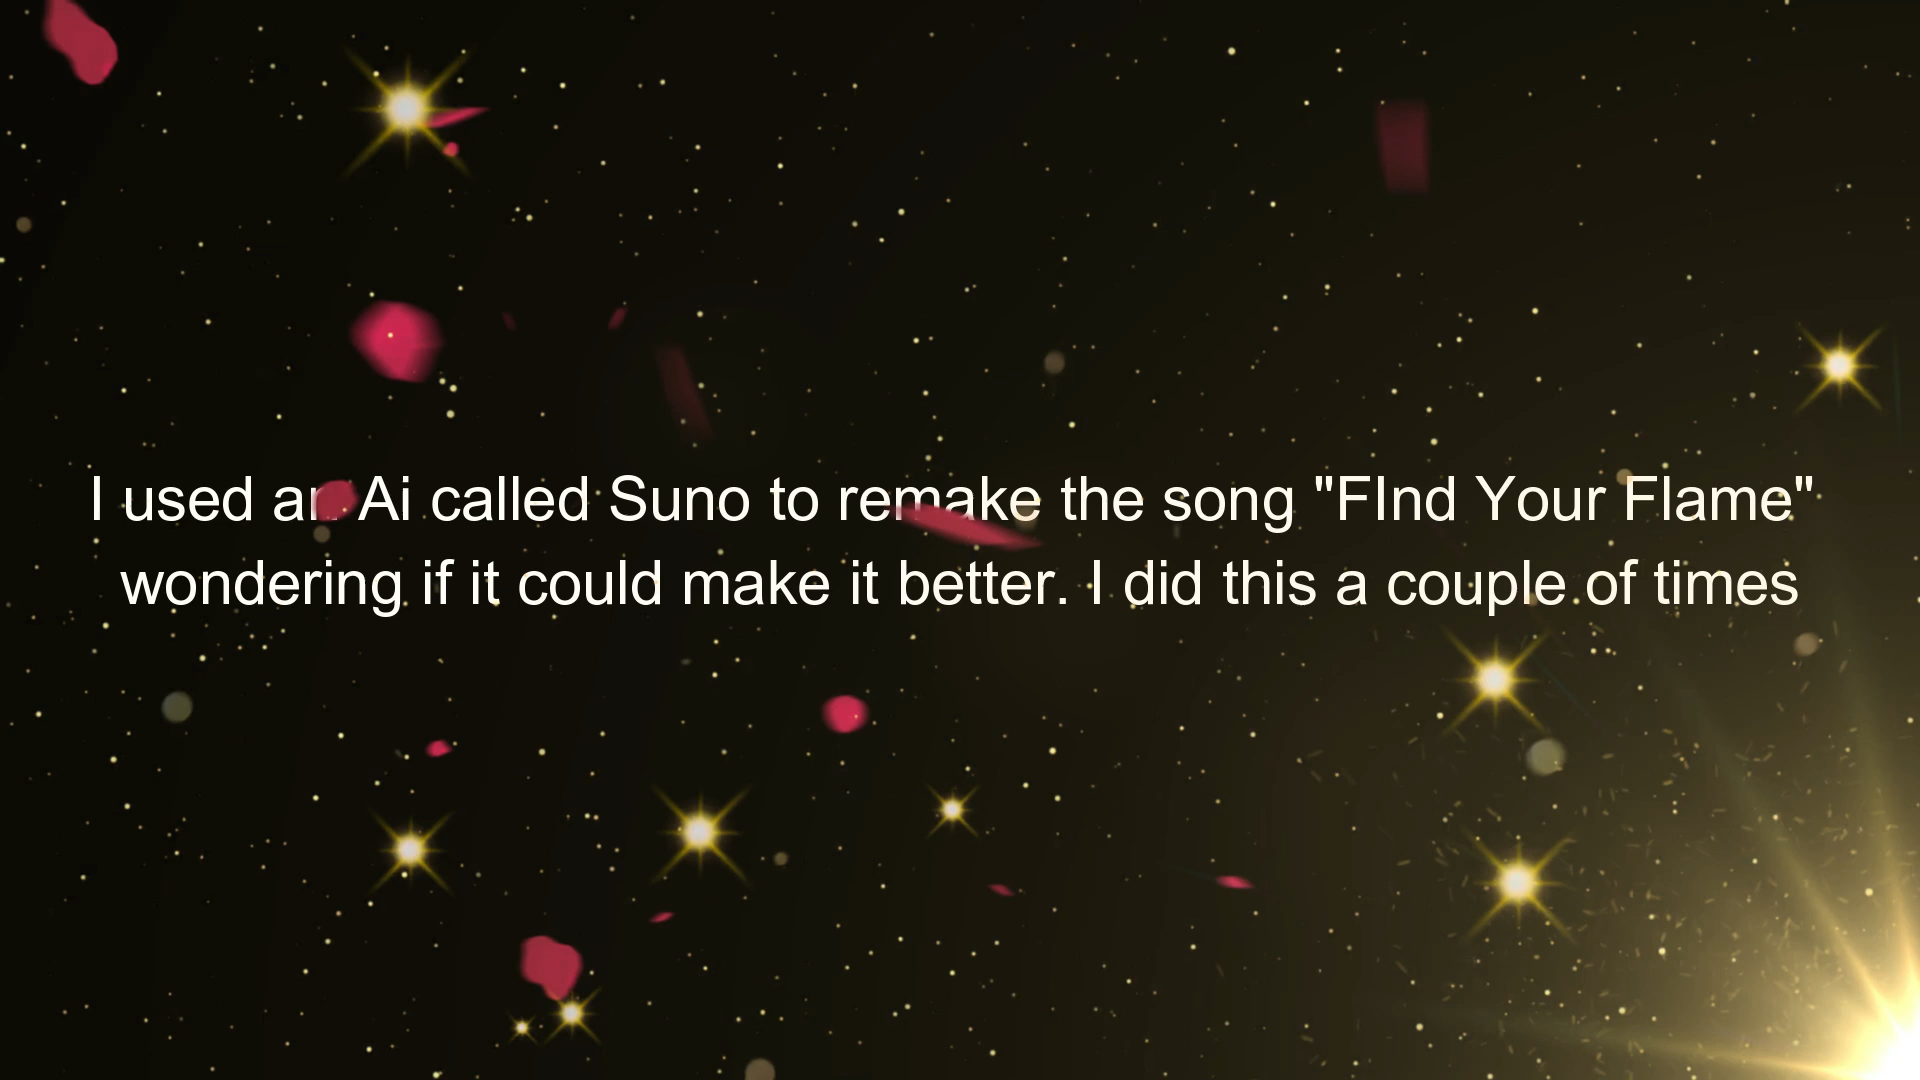 I used an Ai called Suno to remake the song "FInd Your Flame"
wondering if it could make it better. I did this a couple of times